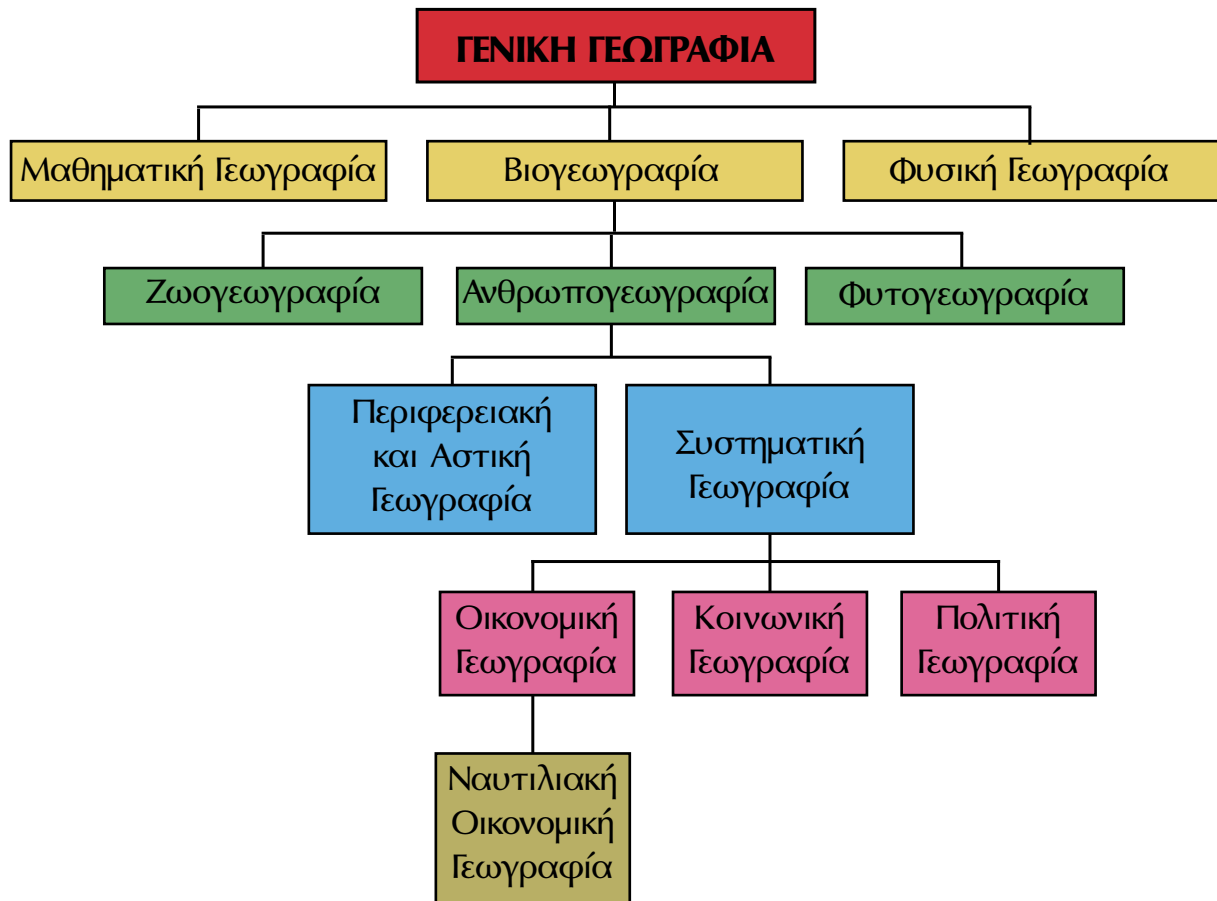 ΓΕΝΙΚΗ ΓΕΩΓΡΑΦΙΑ
Μαθηματική Γεωγραφία
Βιογεωγραφία
Φυσική Γεωγραφία
Ζωογεωγραφία
Ανθρωπογεωγραφία
Φυτογεωγραφία
Περιφερειακή
και Αστική
Γεωγραφία
Συστηματική
Γεωγραφία
Οικονομική
Γεωγραφία
Κοινωνική
Γεωγραφία
Πολιτική
Γεωγραφία
Ναυτιλιακή
Οικονομική
Γεωγραφία